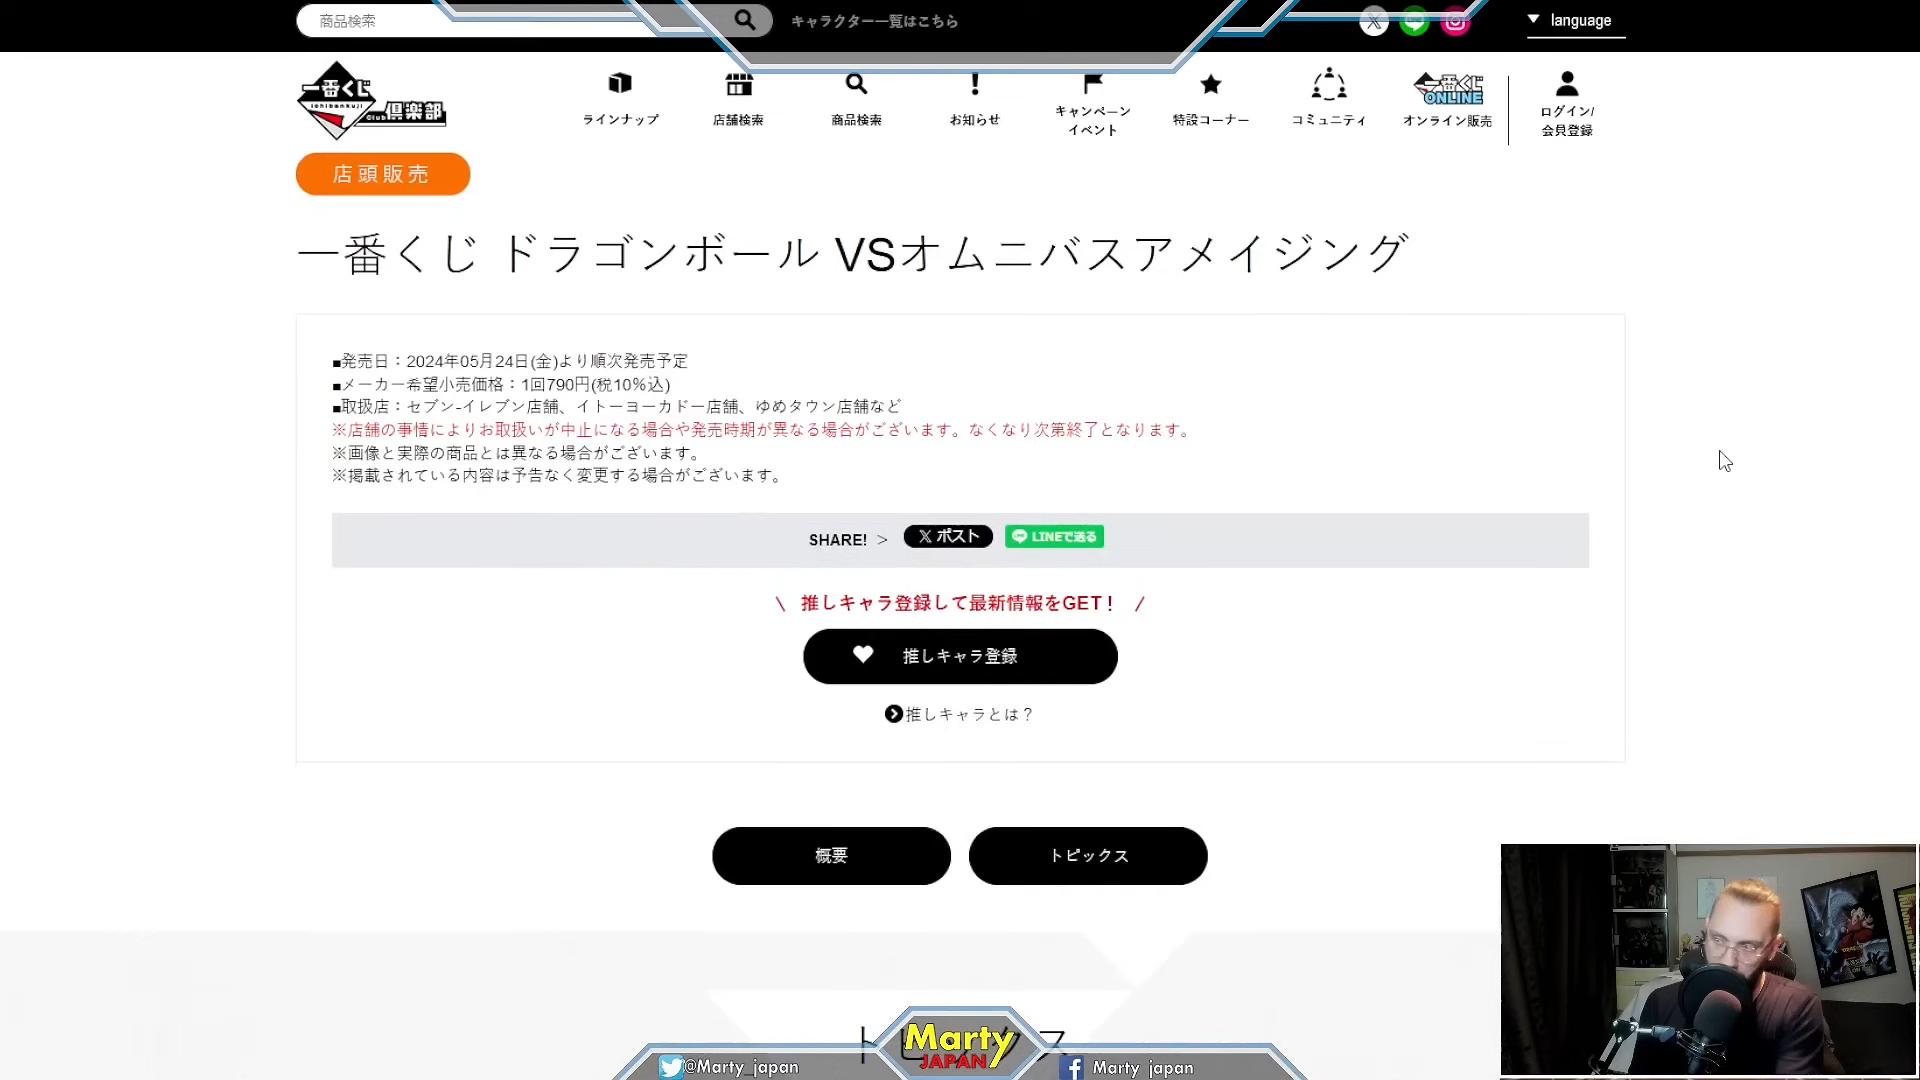 商品検索
キャラクター一覧はこちら
language
一番くじ
ichibankuji
Club 倶楽部
ラインナップ
店舗検索
商品検索
お知らせ
キャンペーン
イベント
特設コーナー
コミュニティ
一番くじ
ONLINE
オンライン販売
ログイン/
会員登録
店頭販売
一番くじ ドラゴンボール VSオムニバスアメイジング
■発売日：2024年05月24日(金)より順次発売予定
■メーカー希望小売価格：1回790円(税10％込)
■取扱店：セブン-イレブン店舗、イトーヨーカドー店舗、ゆめタウン店舗など
※店舗の事情によりお取扱いが中止になる場合や発売時期が異なる場合がございます。なくなり次第終了となります。
※画像と実際の商品とは異なる場合がございます。
※掲載されている内容は予告なく変更する場合がございます。
SHARE! ＞
X ポスト
LINEで送る
\ 推しキャラ登録して最新情報をGET！ /
推しキャラ登録
推しキャラとは？
概要
トピックス
Marty
JAPAN
@Marty_japan
Marty japan